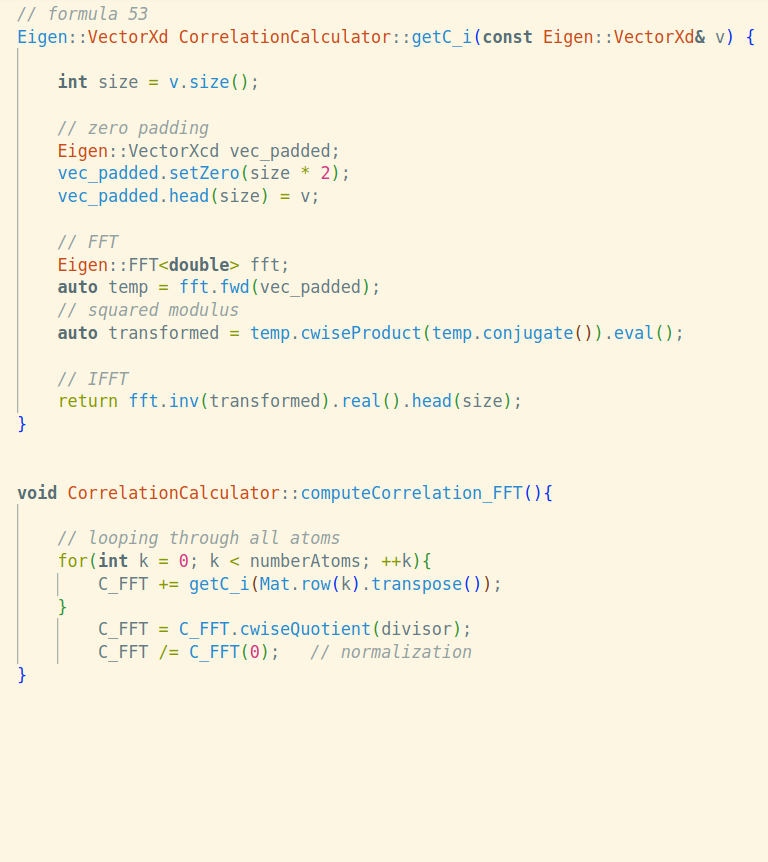 // formula 53
Eigen::VectorXd CorrelationCalculator::getC_i(const Eigen::VectorXd& v) {
    int size = v.size();
    // zero padding
    Eigen::VectorXcd vec_padded;
    vec_padded.setZero(size * 2);
    vec_padded.head(size) = v;
    // FFT
    Eigen::FFT<double> fft;
    auto temp = fft.fwd(vec_padded);
    // squared modulus
    auto transformed = temp.cwiseProduct(temp.conjugate()).eval();
    // IFFT
    return fft.inv(transformed).real().head(size);
}
void CorrelationCalculator::computeCorrelation_FFT(){
    // looping through all atoms
    for(int k = 0; k < numberAtoms; ++k){
        C_FFT += getC_i(Mat.row(k).transpose());
    }
        C_FFT = C_FFT.cwiseQuotient(divisor);
        C_FFT /= C_FFT(0);   // normalization
}